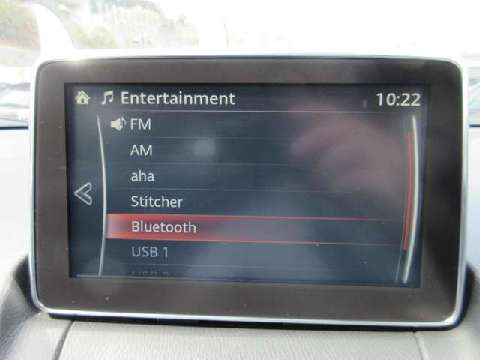 Entertainment 10:22
FM
AM
aha
Stitcher
Bluetooth
USB 1